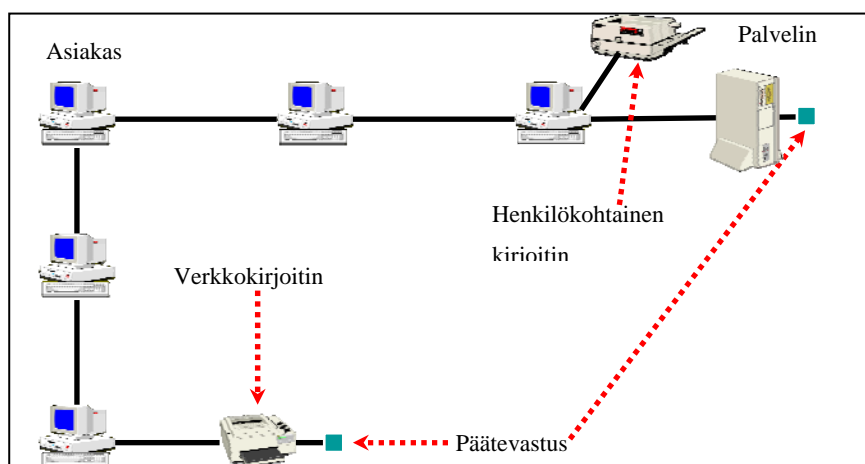 Asiakas
Palvelin
Henkilökohtainen
kirjoitin
Verkkokirjoitin
Päätevastus